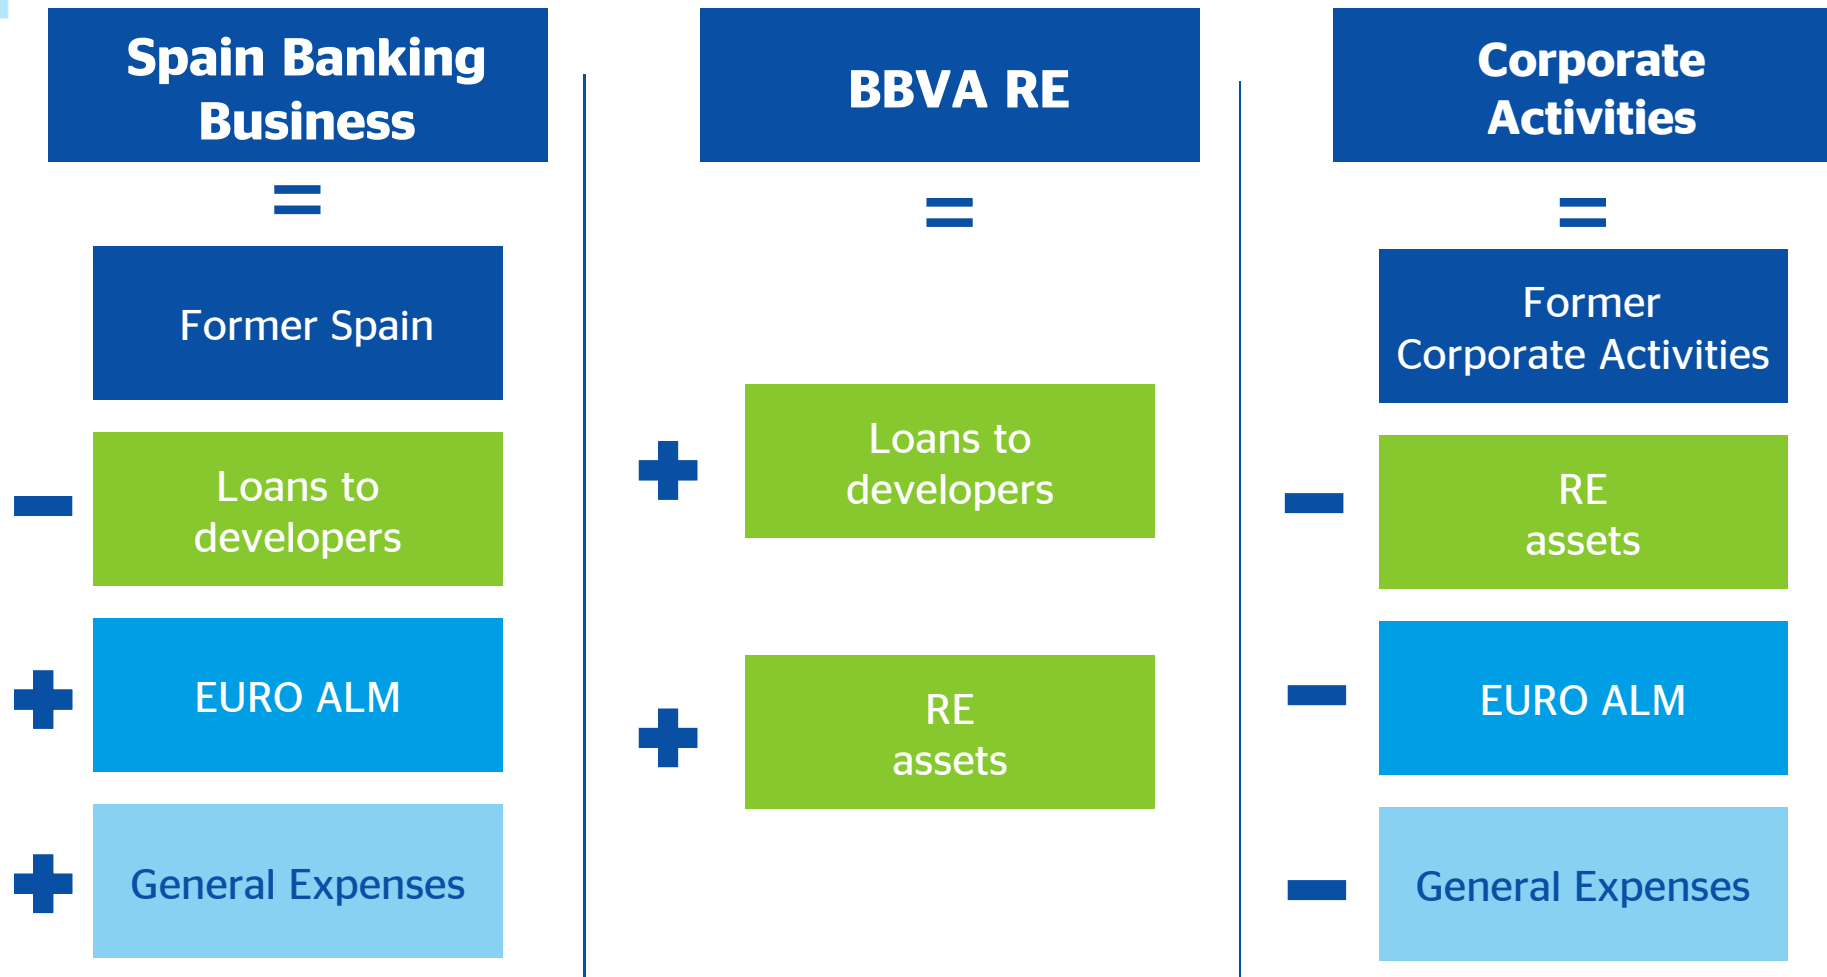 Spain Banking
Business
=
Former Spain
- Loans to
developers
+ EURO ALM
+ General Expenses
BBVA RE
=
+ Loans to
developers
+ RE
assets
Corporate
Activities
=
Former
Corporate Activities
- RE
assets
- EURO ALM
- General Expenses